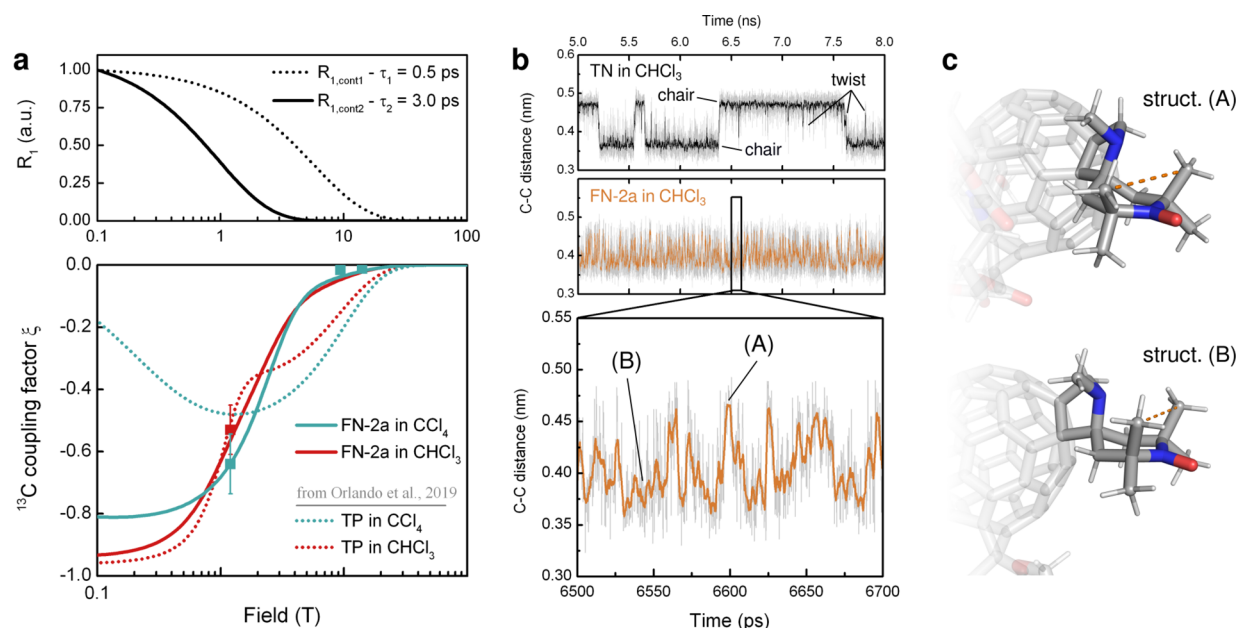 a
1.00
0.75
0.50
0.25
0.00
R1 (a.u.)
R1,cont1 - τ1 = 0.5 ps
R1,cont2 - τ2 = 3.0 ps
0.1 1 10 100
0.0
-0.2
-0.4
-0.6
-0.8
-1.0
13C coupling factor ξ
FN-2a in CCl4
FN-2a in CHCl3
from Orlando et al., 2019
TP in CCl4
TP in CHCl3
0.1 1 10 100
Field (T)
b
Time (ns)
5.0 5.5 6.0 6.5 7.0 7.5 8.0
0.6
0.5
0.4
0.3
C-C distance (nm)
TN in CHCl3
twist
chair
chair
0.5
0.4
0.3
FN-2a in CHCl3
0.55
0.50
0.45
0.40
0.35
0.30
C-C distance (nm)
(B)
(A)
6500 6550 6600 6650 6700
Time (ps)
c
struct. (A)
struct. (B)